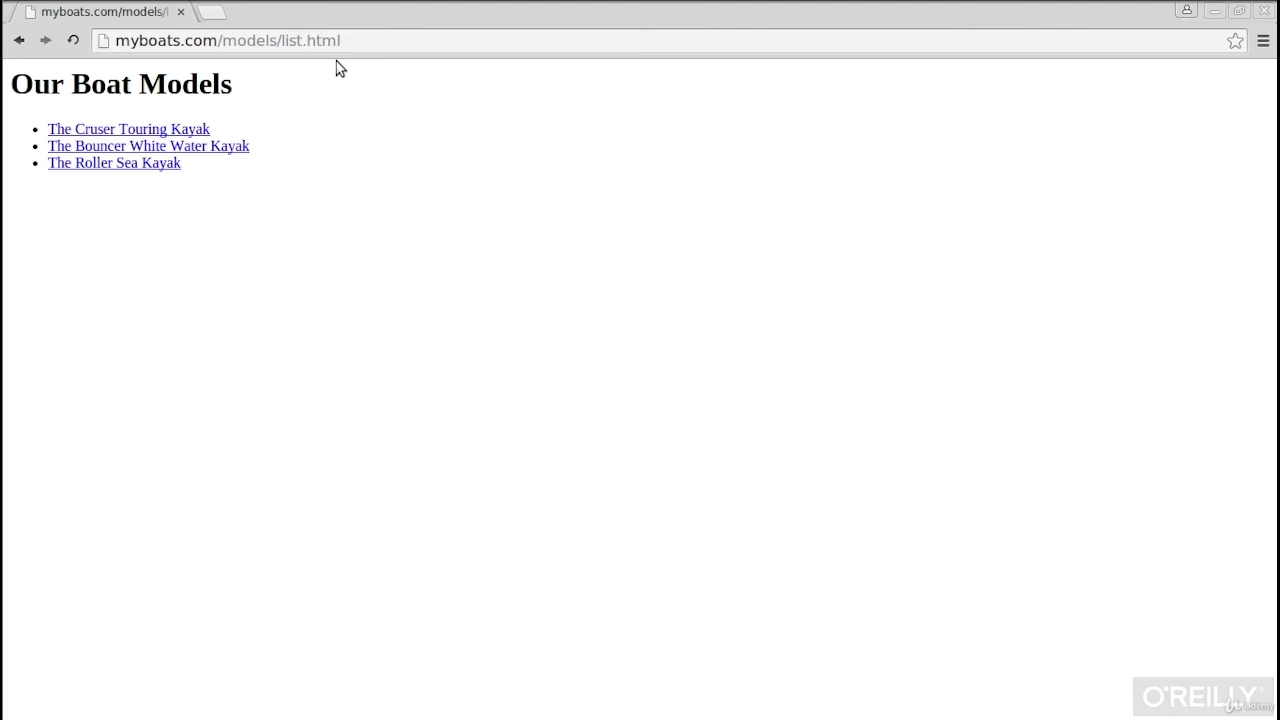 myboats.com/models/l
myboats.com/models/list.html
Our Boat Models
The Cruser Touring Kayak
The Bouncer White Water Kayak
The Roller Sea Kayak
O'REILLY®
udemy